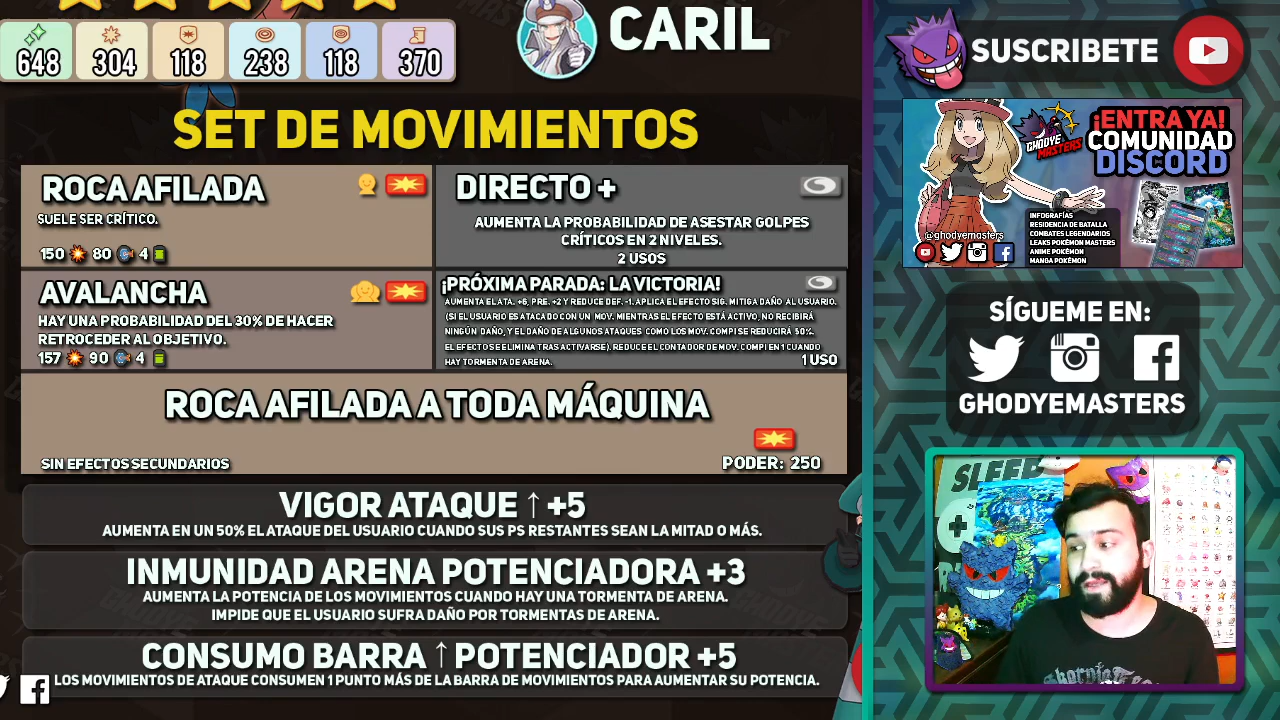 CARIL
648 304 118 238 118 370
SET DE MOVIMIENTOS
ROCA AFILADA
SUELE SER CRÍTICO.
150 80 4
DIRECTO +
AUMENTA LA PROBABILIDAD DE ASESTAR GOLPES
CRÍTICOS EN 2 NIVELES.
2 USOS
AVALANCHA
HAY UNA PROBABILIDAD DEL 30% DE HACER
RETROCEDER AL OBJETIVO.
157 90 4
¡PRÓXIMA PARADA: LA VICTORIA!
AUMENTA EL ATA. +6, PRE. +2 Y REDUCE DEF. -1. APLICA EL EFECTO SIG. MITIGA DAÑO AL USUARIO.
(SI EL USUARIO ES ATACADO CON UN MOV. MIENTRAS EL EFECTO ESTÁ ACTIVO, NO RECIBIRÁ
NINGÚN DAÑO, Y EL DAÑO DE ALGUNOS ATAQUES COMO LOS MOV. COMPI SE REDUCIRÁ 50%.
EL EFECTO SE ELIMINA TRAS ACTIVARSE). REDUCE EL CONTADOR DE MOV. COMPI EN 1 CUANDO
HAY TORMENTA DE ARENA.
1 USO
ROCA AFILADA A TODA MÁQUINA
SIN EFECTOS SECUNDARIOS
PODER: 250
VIGOR ATAQUE ↑ +5
AUMENTA EN UN 50% EL ATAQUE DEL USUARIO CUANDO SUS PS RESTANTES SEAN LA MITAD O MÁS.
INMUNIDAD ARENA POTENCIADORA +3
AUMENTA LA POTENCIA DE LOS MOVIMIENTOS CUANDO HAY UNA TORMENTA DE ARENA.
IMPIDE QUE EL USUARIO SUFRA DAÑO POR TORMENTAS DE ARENA.
CONSUMO BARRA ↑ POTENCIADOR +5
LOS MOVIMIENTOS DE ATAQUE CONSUMEN 1 PUNTO MÁS DE LA BARRA DE MOVIMIENTOS PARA AUMENTAR SU POTENCIA.
SUSCRIBETE
GHODYE
MASTERS
¡ENTRA YA!
COMUNIDAD
DISCORD
INFOGRAFÍAS
RESIDENCIA DE BATALLA
COMBATES LEGENDARIOS
LEAKS POKÉMON MASTERS
ANIME POKÉMON
MANGA POKÉMON
@ghodyemasters
SÍGUEME EN:
GHODYEMASTERS
SLEEP